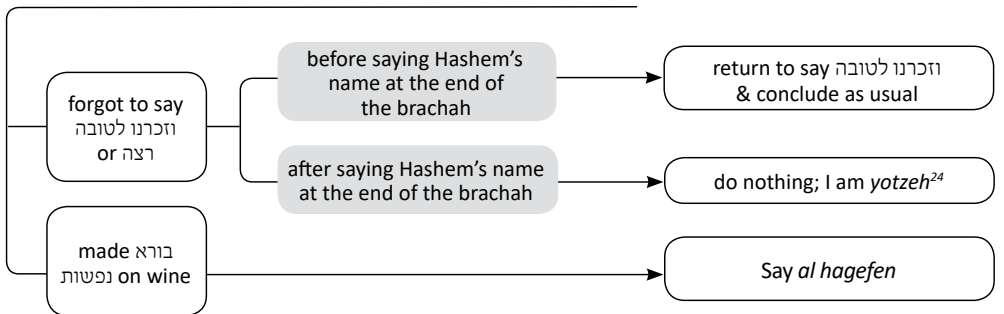 forgot to say
וזכרנו לטובה
or רצה
before saying Hashem's
name at the end of
the brachah
return to say וזכרנו לטובה
& conclude as usual
after saying Hashem's name
at the end of the brachah
do nothing; I am yotzeh24
made בורא
נפשות on wine
Say al hagefen